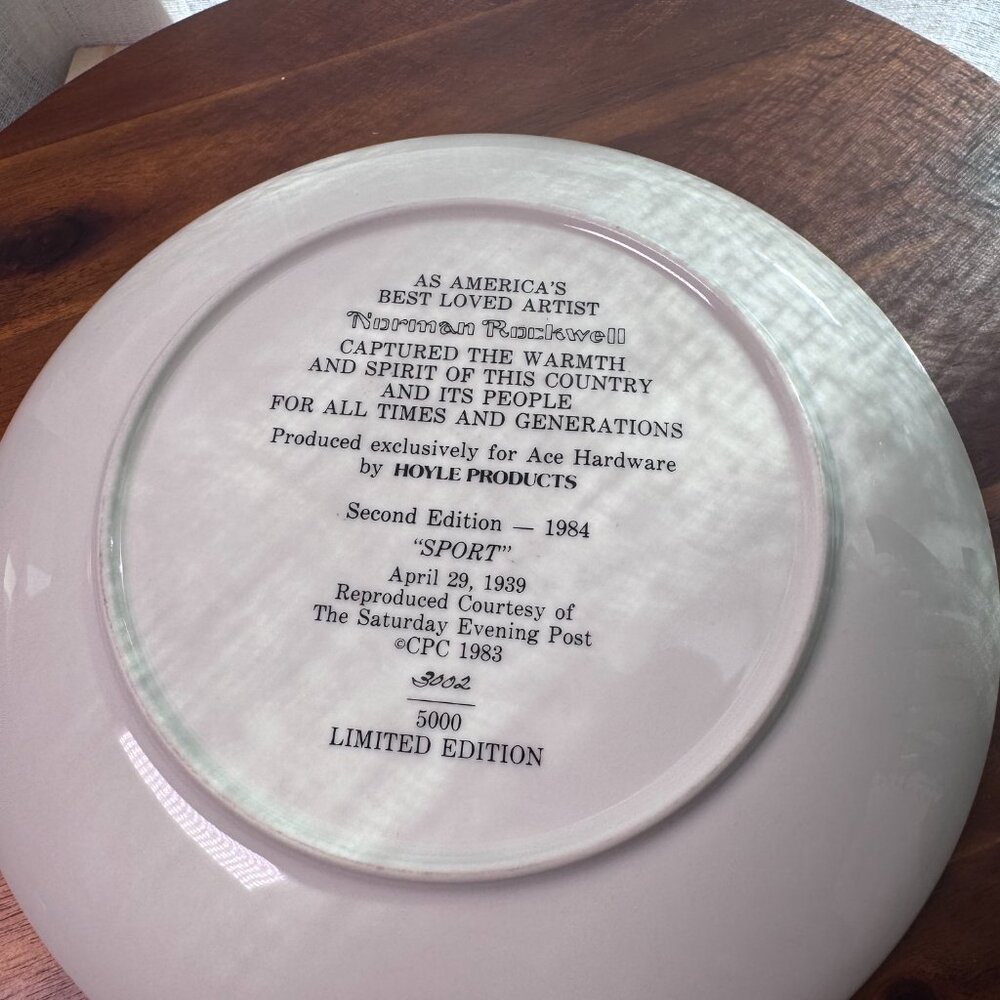 AS AMERICA'S
BEST LOVED ARTIST
Norman Rockwell
CAPTURED THE WARMTH
AND SPIRIT OF THIS COUNTRY
AND ITS PEOPLE
FOR ALL TIMES AND GENERATIONS
Produced exclusively for Ace Hardware
by HOYLE PRODUCTS
Second Edition — 1984
"SPORT"
April 29, 1939
Reproduced Courtesy of
The Saturday Evening Post
©CPC 1983
3002
5000
LIMITED EDITION